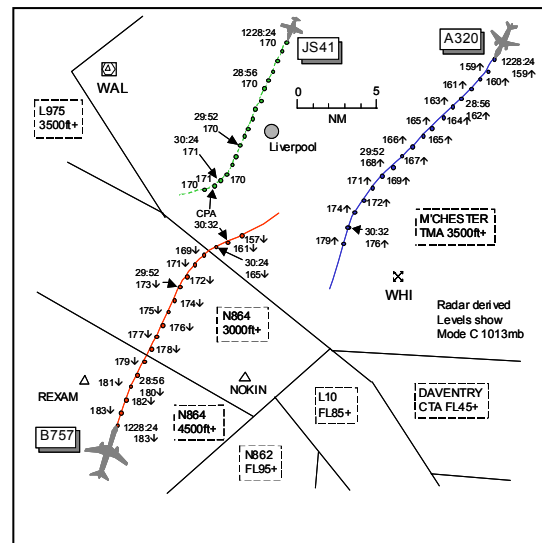 JS41
A320
1228:24
170
159↑
1228:24
159↑
160↑
WAL
28:56
170
161↑
163↑
28:56
162↑
164↑
L975
3500ft+
0
5
NM
29:52
170
Liverpool
165↑
165↑
166↑
29:52
168↑
167↑
30:24
171
171
170
170
171↑
169↑
CPA
30:32
174↑
172↑
M'CHESTER
TMA 3500ft+
179↑
30:32
176↑
157↓
161↓
169↓
30:24
165↓
171↓
172↓
29:52
173↓
WHI
174↓
175↓
Radar derived
Levels show
Mode C 1013mb
N864
3000ft+
176↓
177↓
178↓
179↓
REXAM
NOKIN
181↓
28:56
180↓
182↓
183↓
L10
FL85+
DAVENTRY
CTA FL45+
N864
4500ft+
B757
1228:24
183↓
N862
FL95+